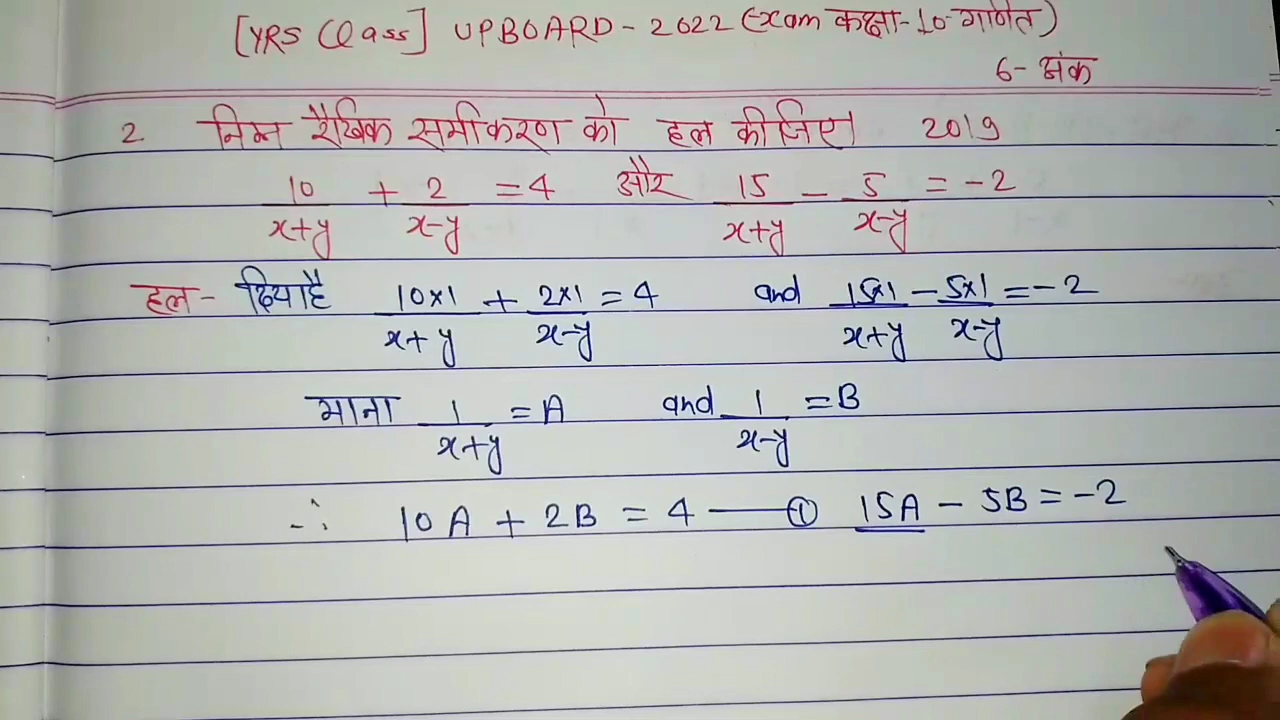 [YRS Class] UPBOARD - 2022 (Exam कक्षा-10-गणित)
6- अंक
2 निम्न रैखिक समीकरण को हल कीजिए। 2019
10/x+y + 2/x-y = 4 और 15/x+y - 5/x-y = -2
हल - दिया है 10×1/x+y + 2×1/x-y = 4 and 15×1/x+y - 5×1/x-y = -2
माना 1/x+y = A and 1/x-y = B
∴ 10A + 2B = 4 —— ① 15A - 5B = -2